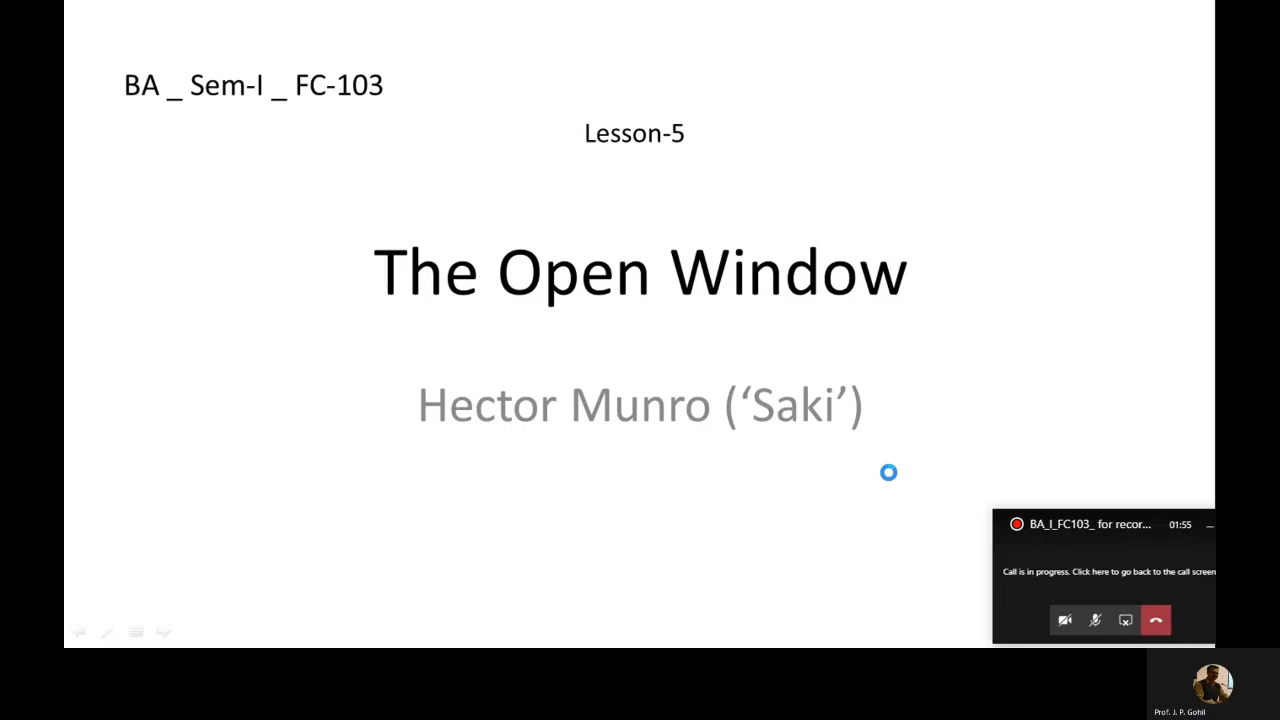 BA _ Sem-I _ FC-103
Lesson-5
The Open Window
Hector Munro (‘Saki’)
BA_I_FC103_ for recor... 01:55
Call is in progress. Click here to go back to the call screen
Prof. J. P. Gohil